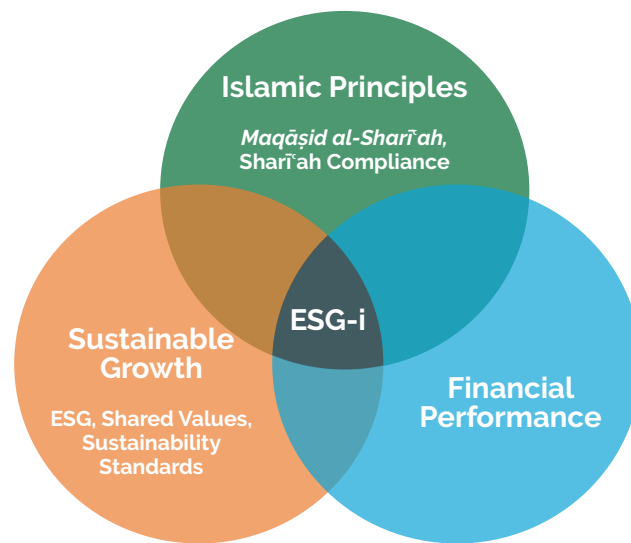 Islamic Principles
Maqāṣid al-Sharīʿah,
Sharīʿah Compliance
ESG-i
Sustainable
Growth
ESG, Shared Values,
Sustainability
Standards
Financial
Performance